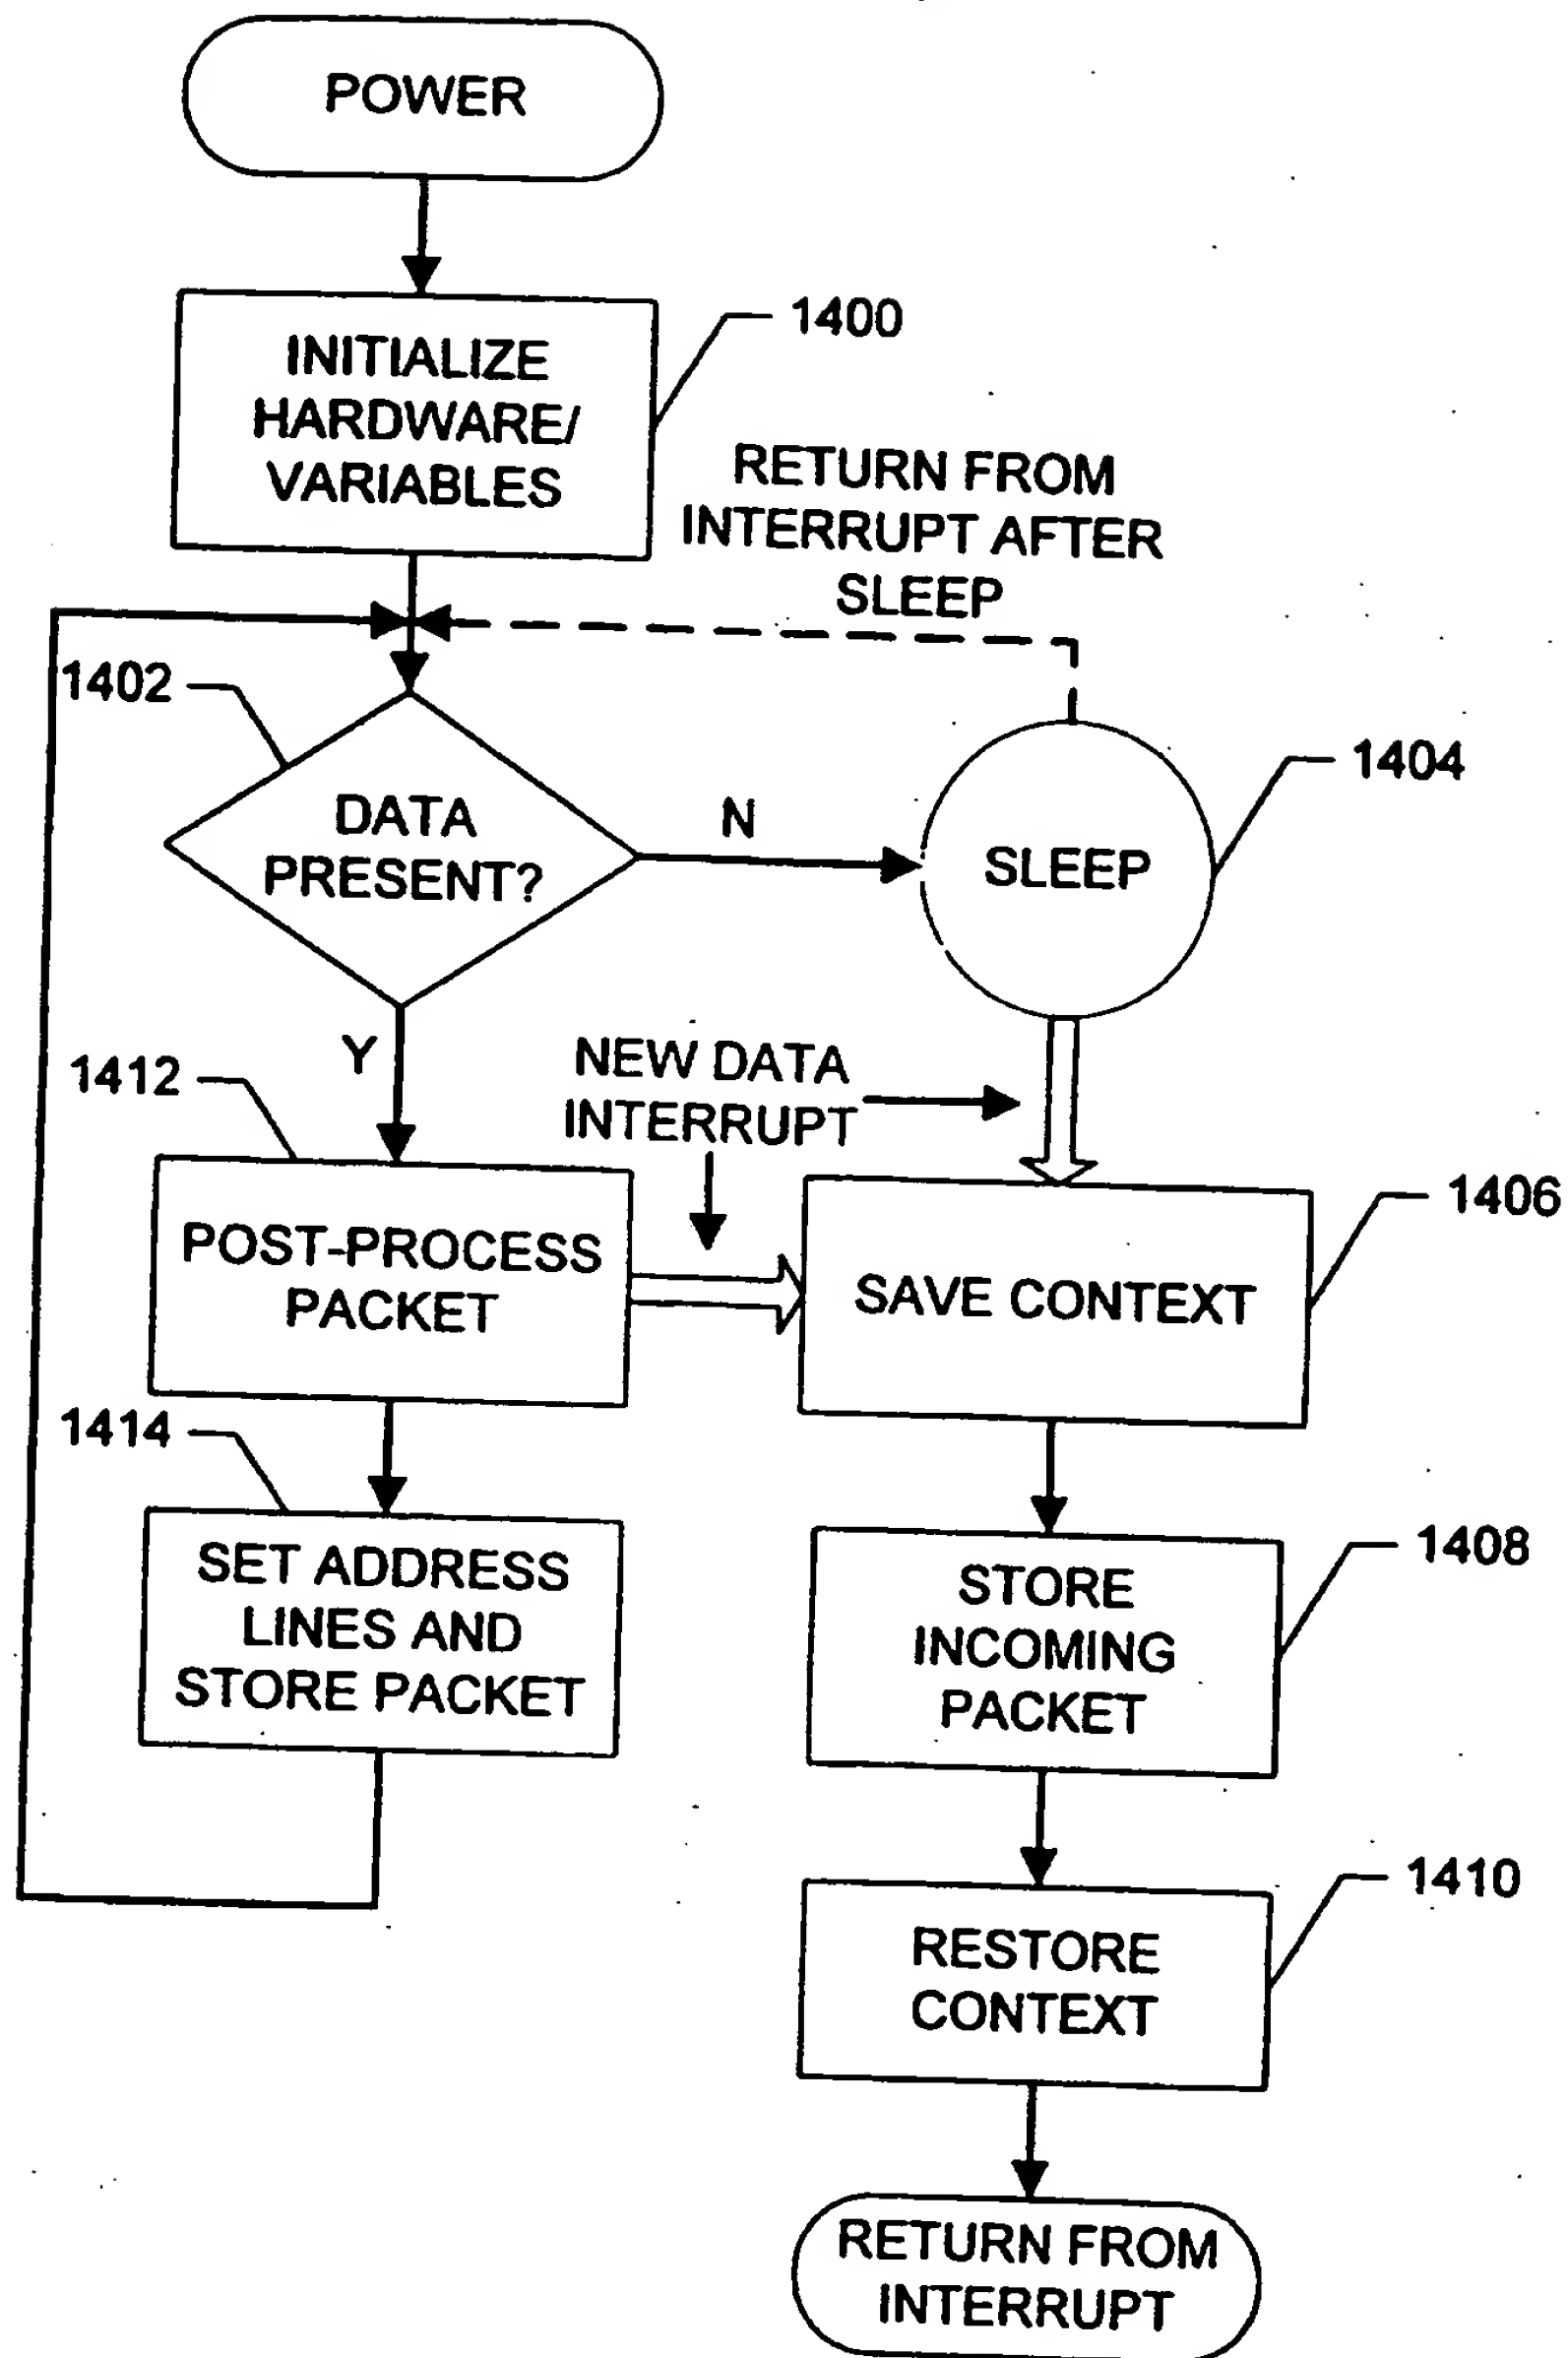 POWER
INITIALIZE
HARDWARE/
VARIABLES
1400
RETURN FROM
INTERRUPT AFTER
SLEEP
1402
DATA
PRESENT?
N
SLEEP
1404
Y
1412
NEW DATA
INTERRUPT
POST-PROCESS
PACKET
SAVE CONTEXT
1406
1414
SET ADDRESS
LINES AND
STORE PACKET
STORE
INCOMING
PACKET
1408
RESTORE
CONTEXT
1410
RETURN FROM
INTERRUPT